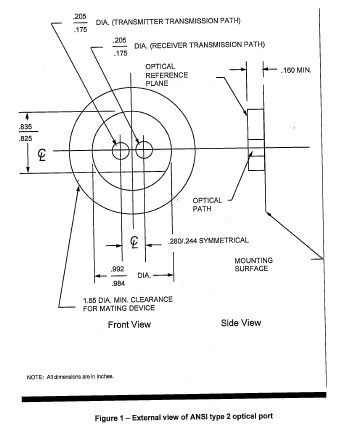 .205
.175
DIA. (TRANSMITTER TRANSMISSION PATH)
.205
.175
DIA. (RECEIVER TRANSMISSION PATH)
OPTICAL
REFERENCE
PLANE
.160 MIN.
.835
.825
℄
OPTICAL
PATH
℄
.280/.244 SYMMETRICAL
.992
.984
DIA.
MOUNTING
SURFACE
1.55 DIA. MIN. CLEARANCE
FOR MATING DEVICE
Front View
Side View
NOTE: All dimensions are in inches.
Figure 1 – External view of ANSI type 2 optical port